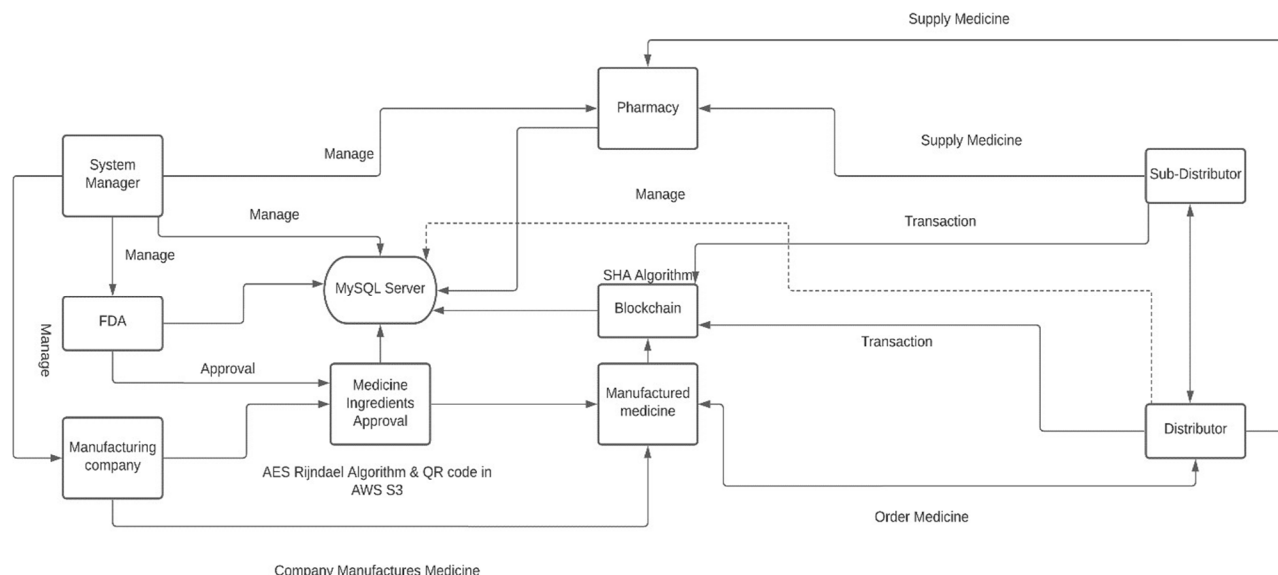 Supply Medicine
Pharmacy
Supply Medicine
Manage
System
Manager
Sub-Distributor
Manage
Manage
Transaction
Manage
SHA Algorithm
MySQL Server
Blockchain
FDA
Manage
Transaction
Approval
Medicine
Ingredients
Approval
Manufactured
medicine
Distributor
Manufacturing
company
AES Rijndael Algorithm & QR code in
AWS S3
Order Medicine
Company Manufactures Medicine